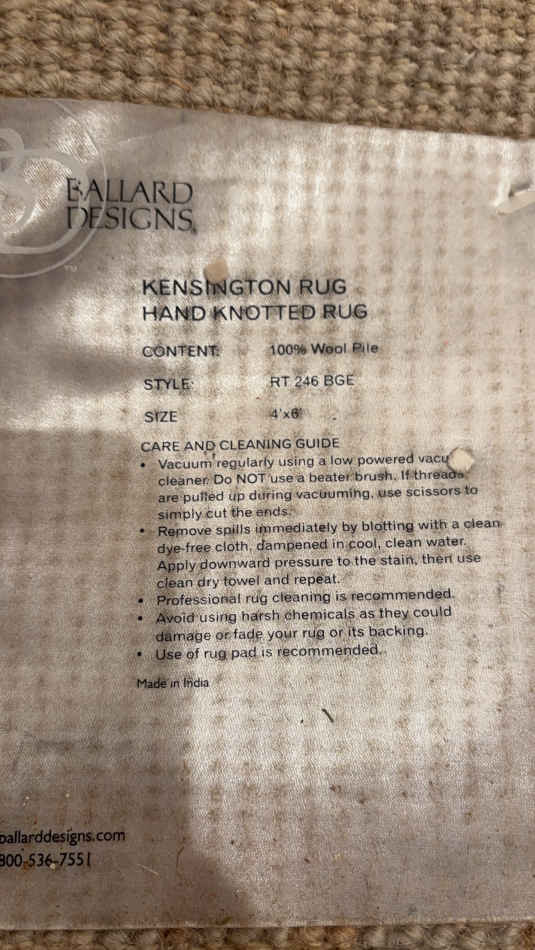 BALLARD
DESIGNS
TM
KENSINGTON RUG
HAND KNOTTED RUG
CONTENT: 100% Wool Pile
STYLE: RT 246 BGE
SIZE 4'x6'
CARE AND CLEANING GUIDE
• Vacuum regularly using a low powered
cleaner. Do NOT use a beater brush. If threads
are pulled up during vacuuming, use scissors to
simply cut the ends.
• Remove spills immediately by blotting with a clean
dye-free cloth, dampened in cool, clean water.
Apply downward pressure to the stain, then use
clean dry towel and repeat.
• Professional rug cleaning is recommended.
• Avoid using harsh chemicals as they could
damage or fade your rug or its backing.
• Use of rug pad is recommended.
Made in India
ballarddesigns.com
800-536-7551